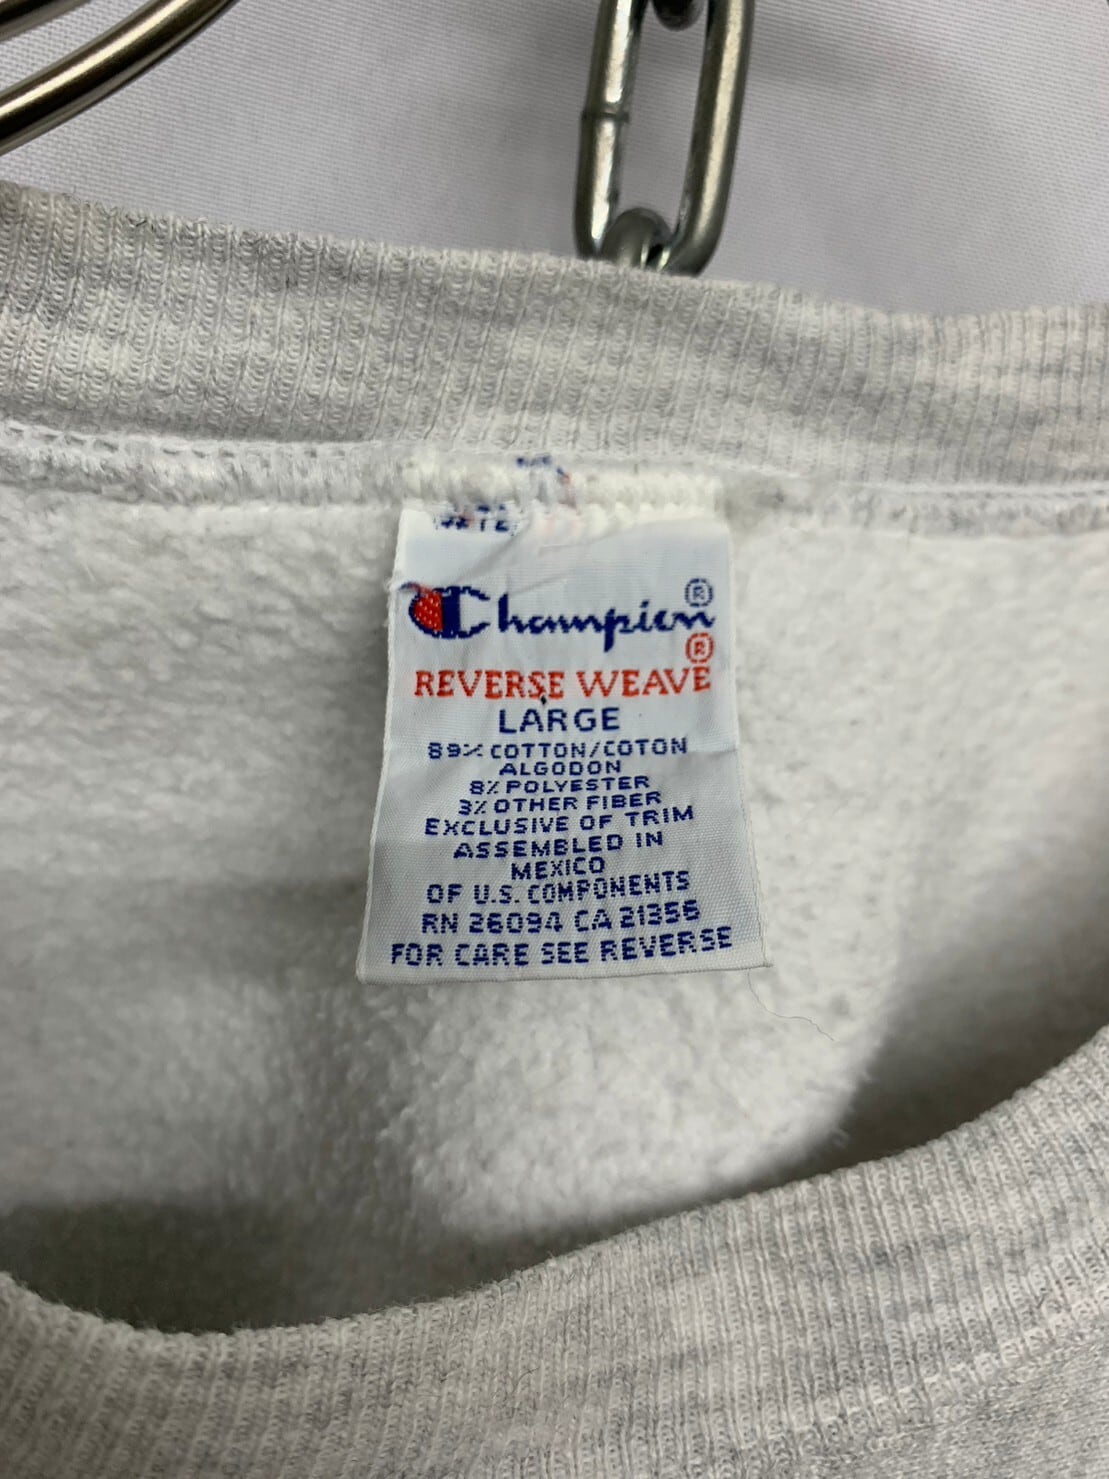 Champion®
REVERSE WEAVE®
LARGE
89% COTTON/COTON
ALGODON
8% POLYESTER
3% OTHER FIBER
EXCLUSIVE OF TRIM
ASSEMBLED IN
MEXICO
OF U.S. COMPONENTS
RN 26094 CA 21356
FOR CARE SEE REVERSE